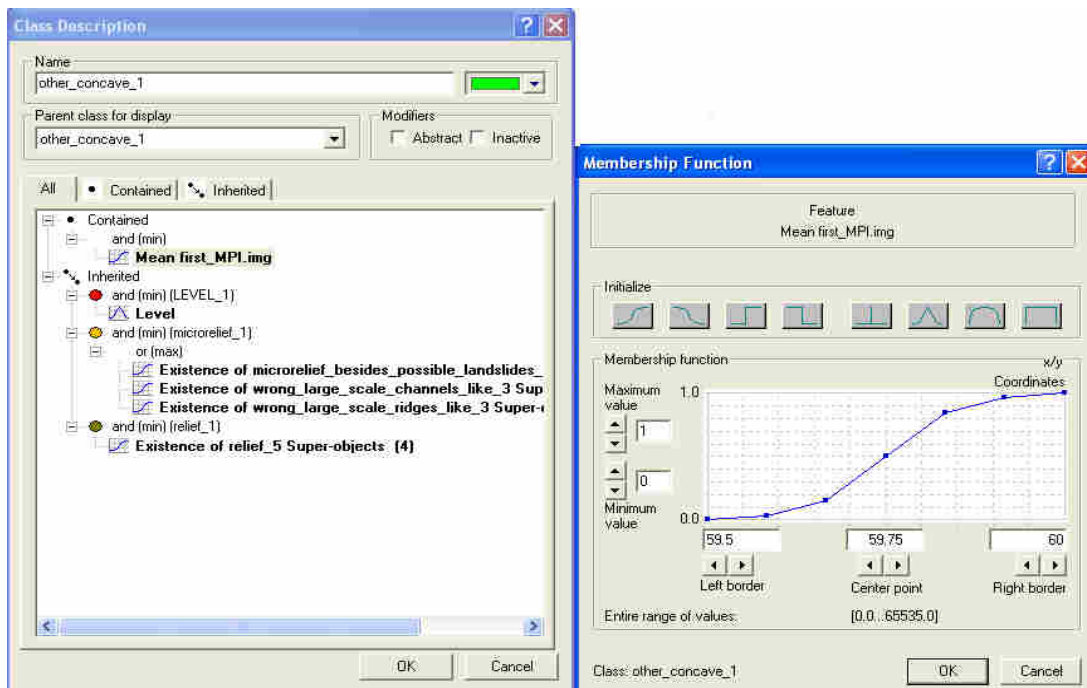 Class Description
Name
other_concave_1
Parent class for display
other_concave_1
Modifiers
Abstract
Inactive
All
Contained
Inherited
Contained
and (min)
Mean first_MPI.img
Inherited
and (min) (LEVEL_1)
Level
and (min) (microrelief_1)
or (max)
Existence of microrelief_besides_possible_landslides_
Existence of wrong_large_scale_channels_like_3 Sup
Existence of wrong_large_scale_ridges_like_3 Super-
and (min) (relief_1)
Existence of relief_5 Super-objects (4)
OK
Cancel
Membership Function
Feature
Mean first_MPI.img
Initialize
Membership function
x/y
Coordinates
Maximum
value
1
0
Minimum
value
1.0
0.0
59.5
59.75
60
Left border
Center point
Right border
Entire range of values:
[0.0...65535.0]
Class: other_concave_1
OK
Cancel